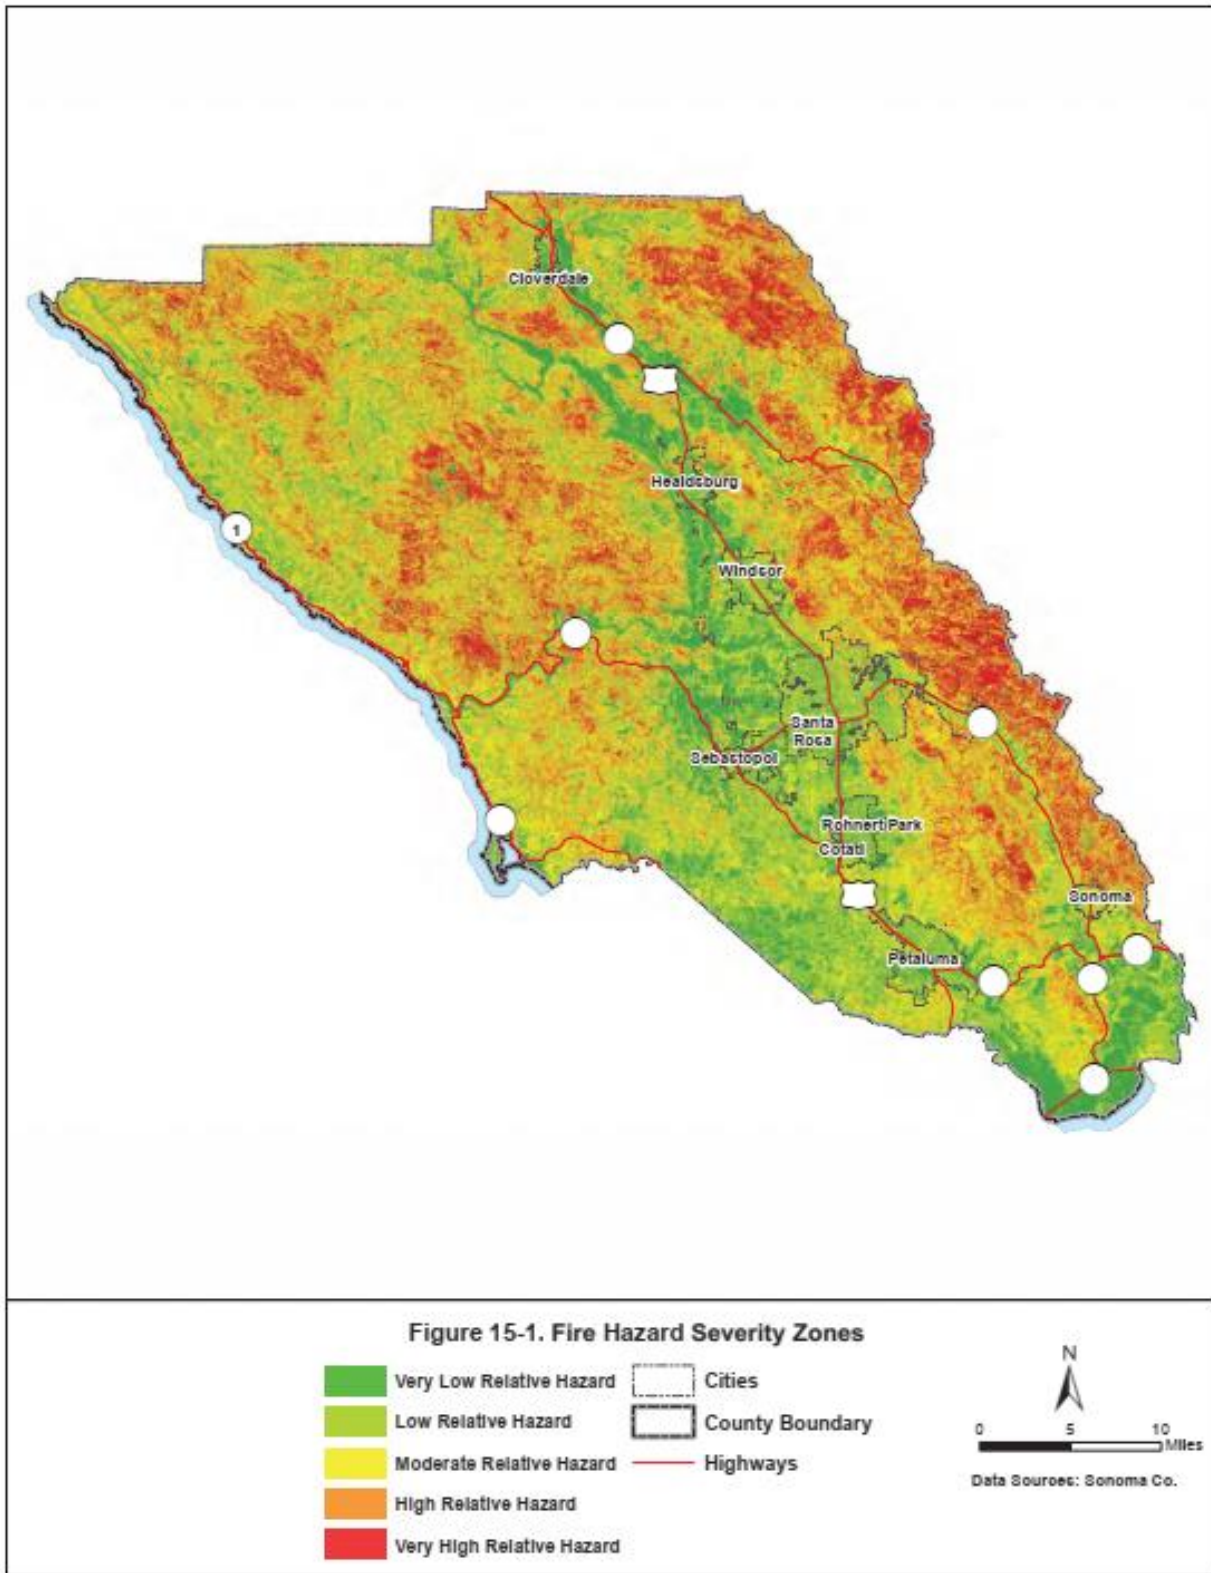 Cloverdale
Healdsburg
1
Windsor
Santa
Rosa
Sebastopol
Rohnert Park
Cotati
Sonoma
Petaluma
Figure 15-1. Fire Hazard Severity Zones
Very Low Relative Hazard
Low Relative Hazard
Moderate Relative Hazard
High Relative Hazard
Very High Relative Hazard
Cities
County Boundary
Highways
N
0 5 10
Miles
Data Sources: Sonoma Co.